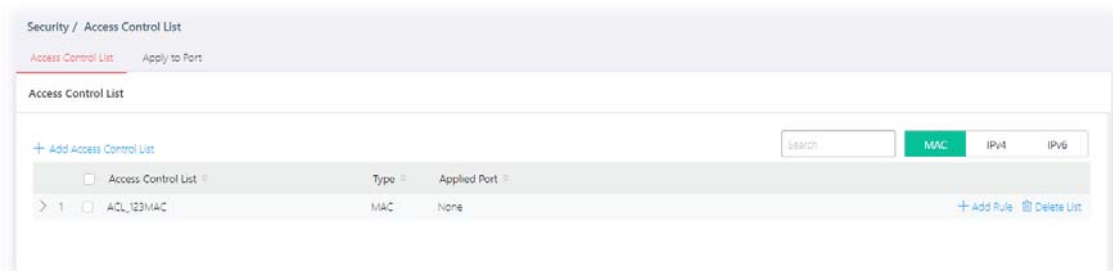 Security / Access Control List
Access Control List Apply to Port
Access Control List
+ Add Access Control List Search MAC IPv4 IPv6
Access Control List Type Applied Port
> 1 ACL_123MAC MAC None + Add Rule Delete List